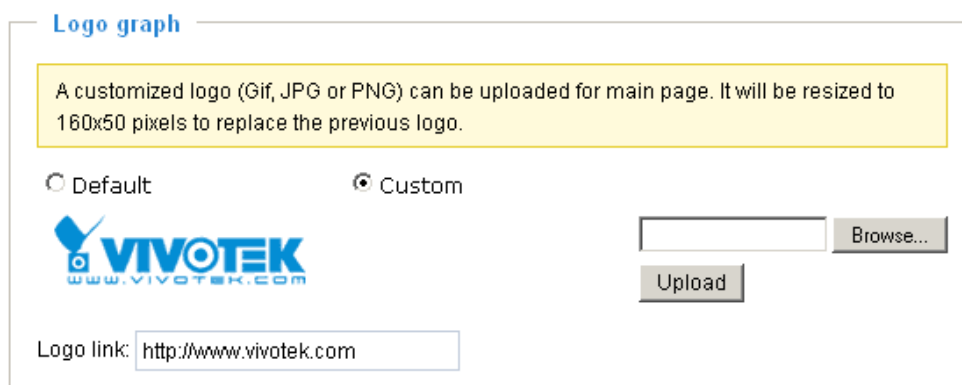 Logo graph
A customized logo (Gif, JPG or PNG) can be uploaded for main page. It will be resized to
160x50 pixels to replace the previous logo.
Default Custom
VIVOTEK
www.vivotek.com
Browse...
Upload
Logo link: http://www.vivotek.com